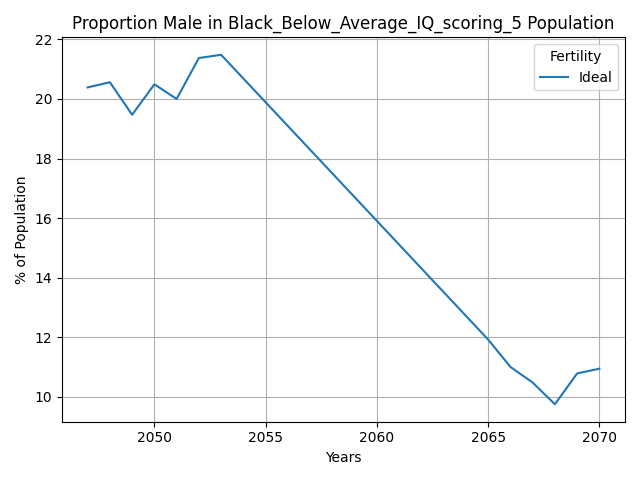 Proportion Male in Black_Below_Average_IQ_scoring_5 Population
Fertility
Ideal
22
20
18
16
14
12
10
% of Population
2050 2055 2060 2065 2070
Years